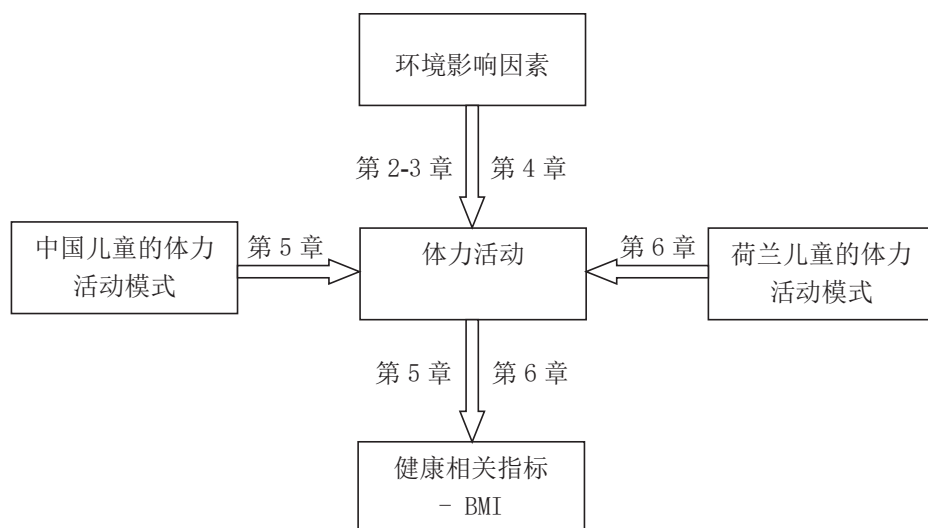 环境影响因素
第 2-3 章
第 4 章
中国儿童的体力
活动模式
第 5 章
体力活动
第 6 章
荷兰儿童的体力
活动模式
第 5 章
第 6 章
健康相关指标
- BMI